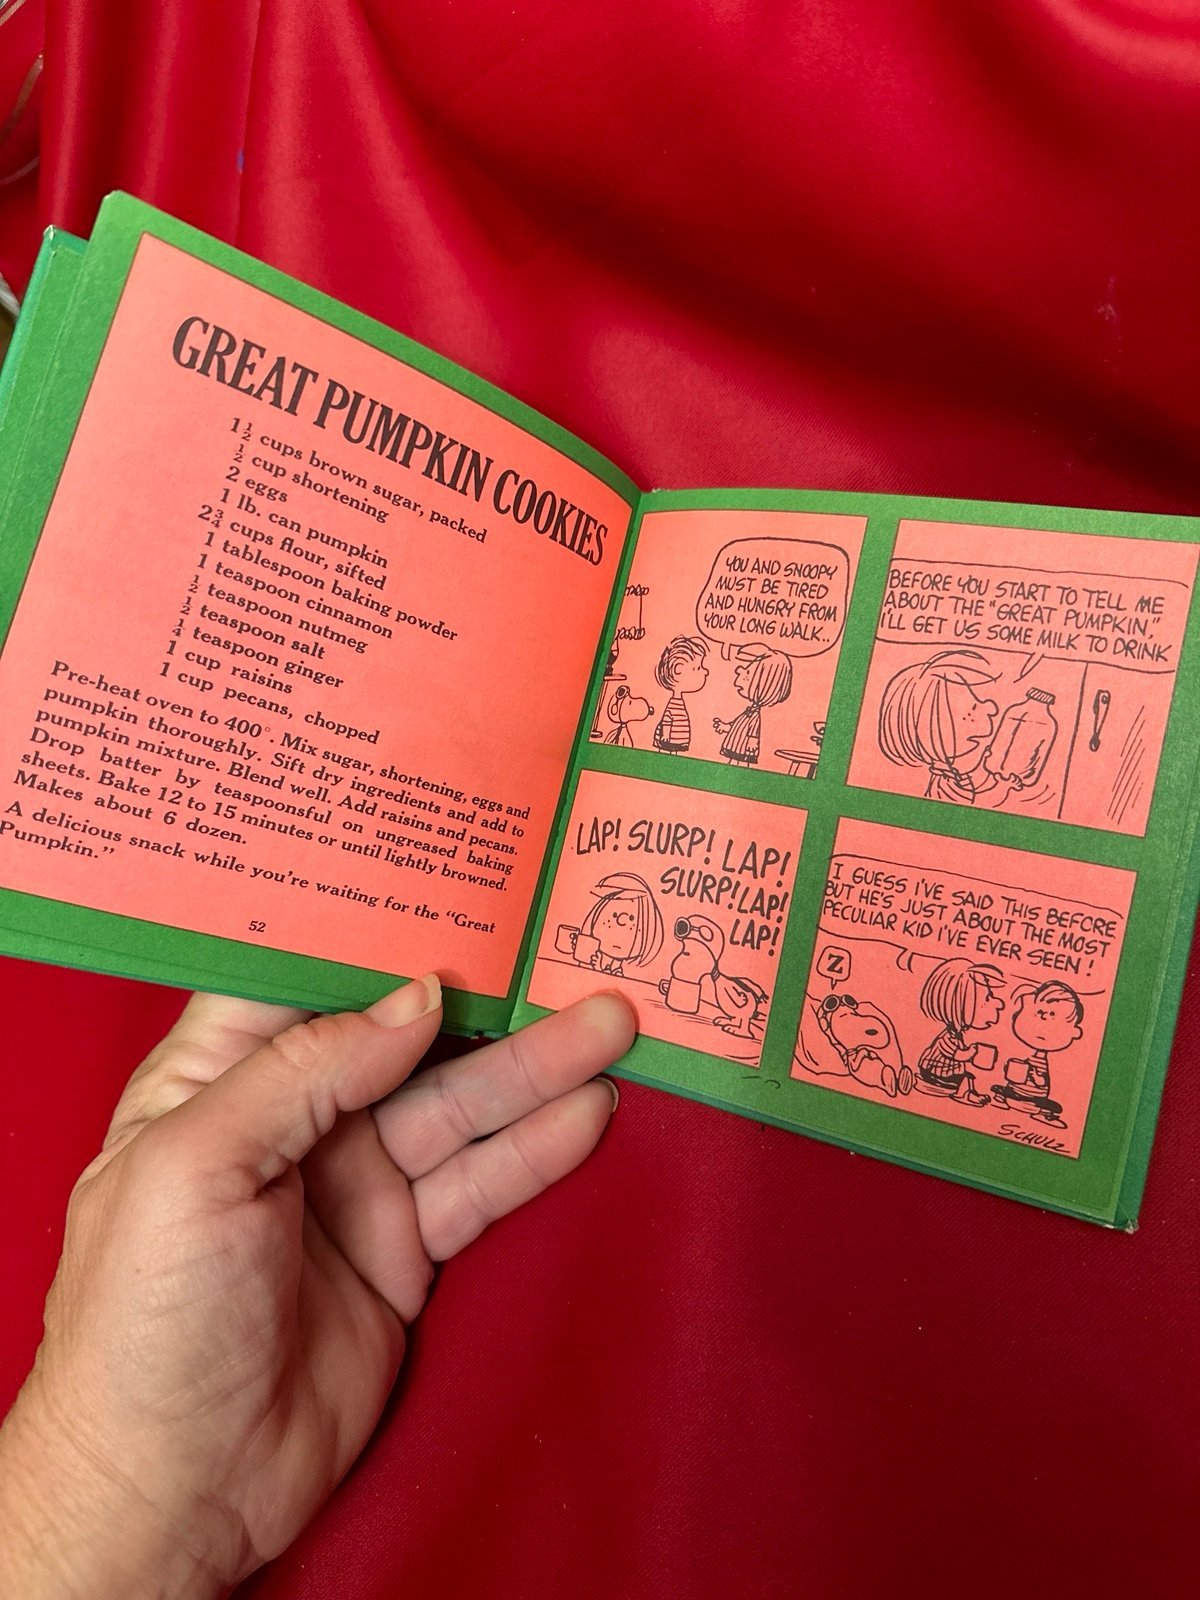 GREAT PUMPKIN COOKIES
1½ cups brown sugar, packed
½ cup shortening
2 eggs
1 lb. can pumpkin
2¾ cups flour, sifted
1 tablespoon baking powder
1 teaspoon cinnamon
½ teaspoon nutmeg
½ teaspoon salt
¼ teaspoon ginger
1 cup raisins
1 cup pecans, chopped
Pre-heat oven to 400°. Mix sugar, shortening, eggs and
pumpkin thoroughly. Sift dry ingredients and add to
pumpkin mixture. Blend well. Add raisins and pecans.
Drop batter by teaspoonsful on ungreased baking
sheets. Bake 12 to 15 minutes or until lightly browned.
Makes about 6 dozen.
A delicious snack while you're waiting for the "Great
Pumpkin."
52
YOU AND SNOOPY
MUST BE TIRED
AND HUNGRY FROM
YOUR LONG WALK..
BEFORE YOU START TO TELL ME
ABOUT THE "GREAT PUMPKIN,"
I'LL GET US SOME MILK TO DRINK
LAP! SLURP! LAP!
SLURP! LAP!
LAP!
I GUESS I'VE SAID THIS BEFORE
BUT HE'S JUST ABOUT THE MOST
PECULIAR KID I'VE EVER SEEN!
Z
SCHULZ